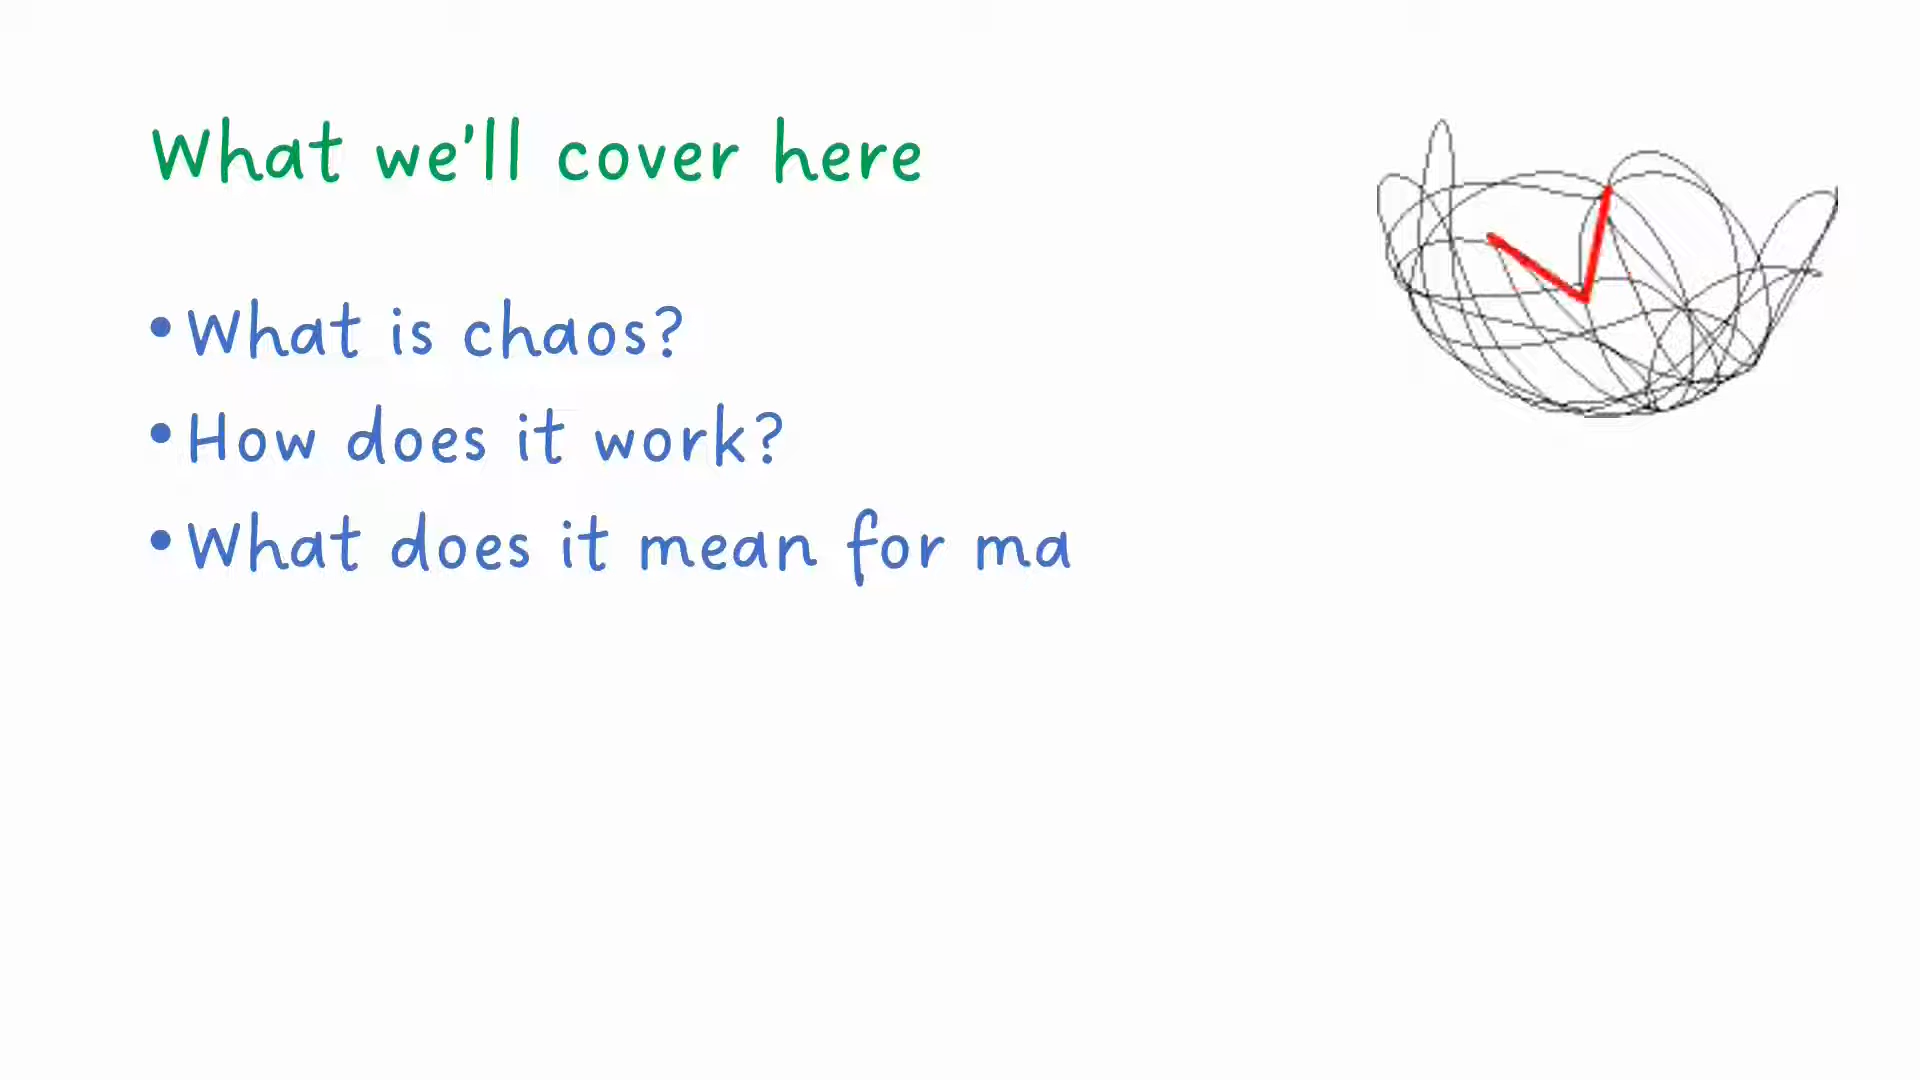 What we'll cover here
• What is chaos?
• How does it work?
• What does it mean for ma